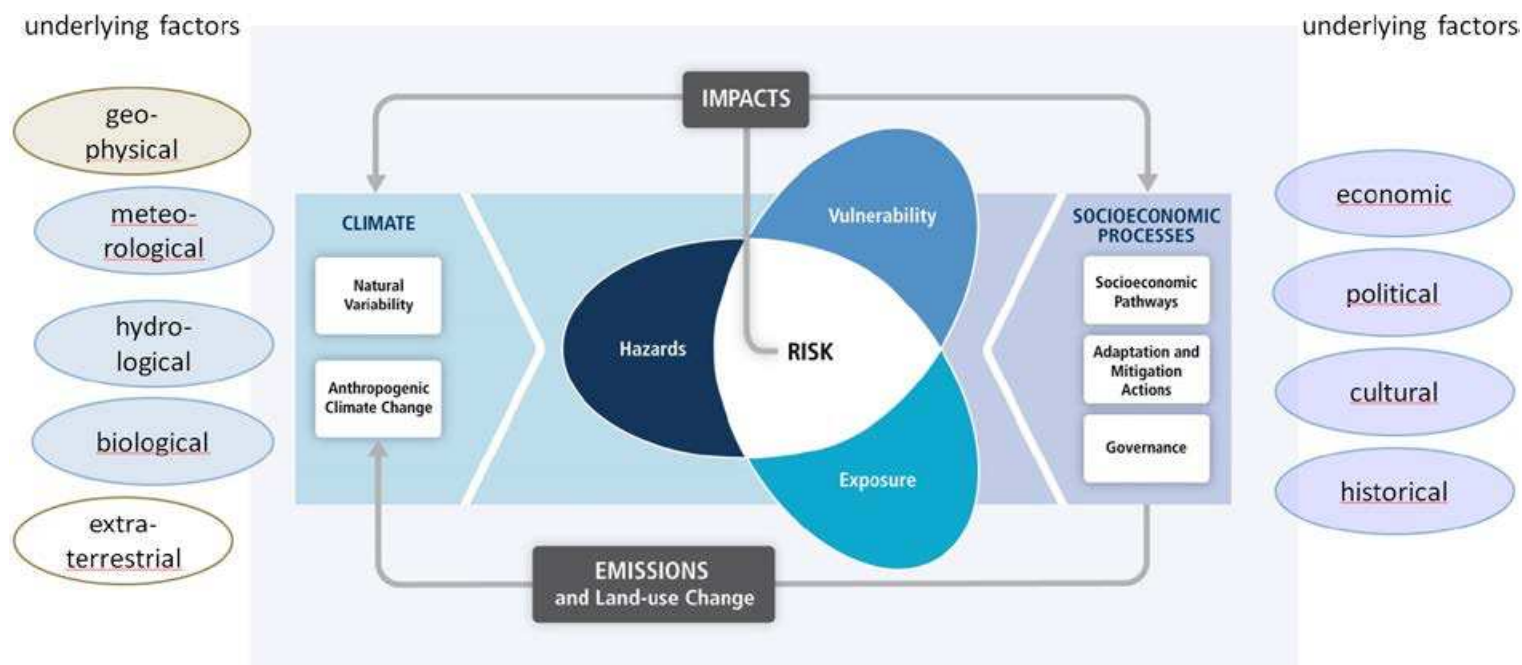 underlying factors
geo-
physical
meteo-
rological
hydro-
logical
biological
extra-
terrestrial
IMPACTS
CLIMATE
Natural
Variability
Anthropogenic
Climate Change
Hazards
Vulnerability
RISK
Exposure
SOCIOECONOMIC
PROCESSES
Socioeconomic
Pathways
Adaptation and
Mitigation
Actions
Governance
EMISSIONS
and Land-use Change
underlying factors
economic
political
cultural
historical